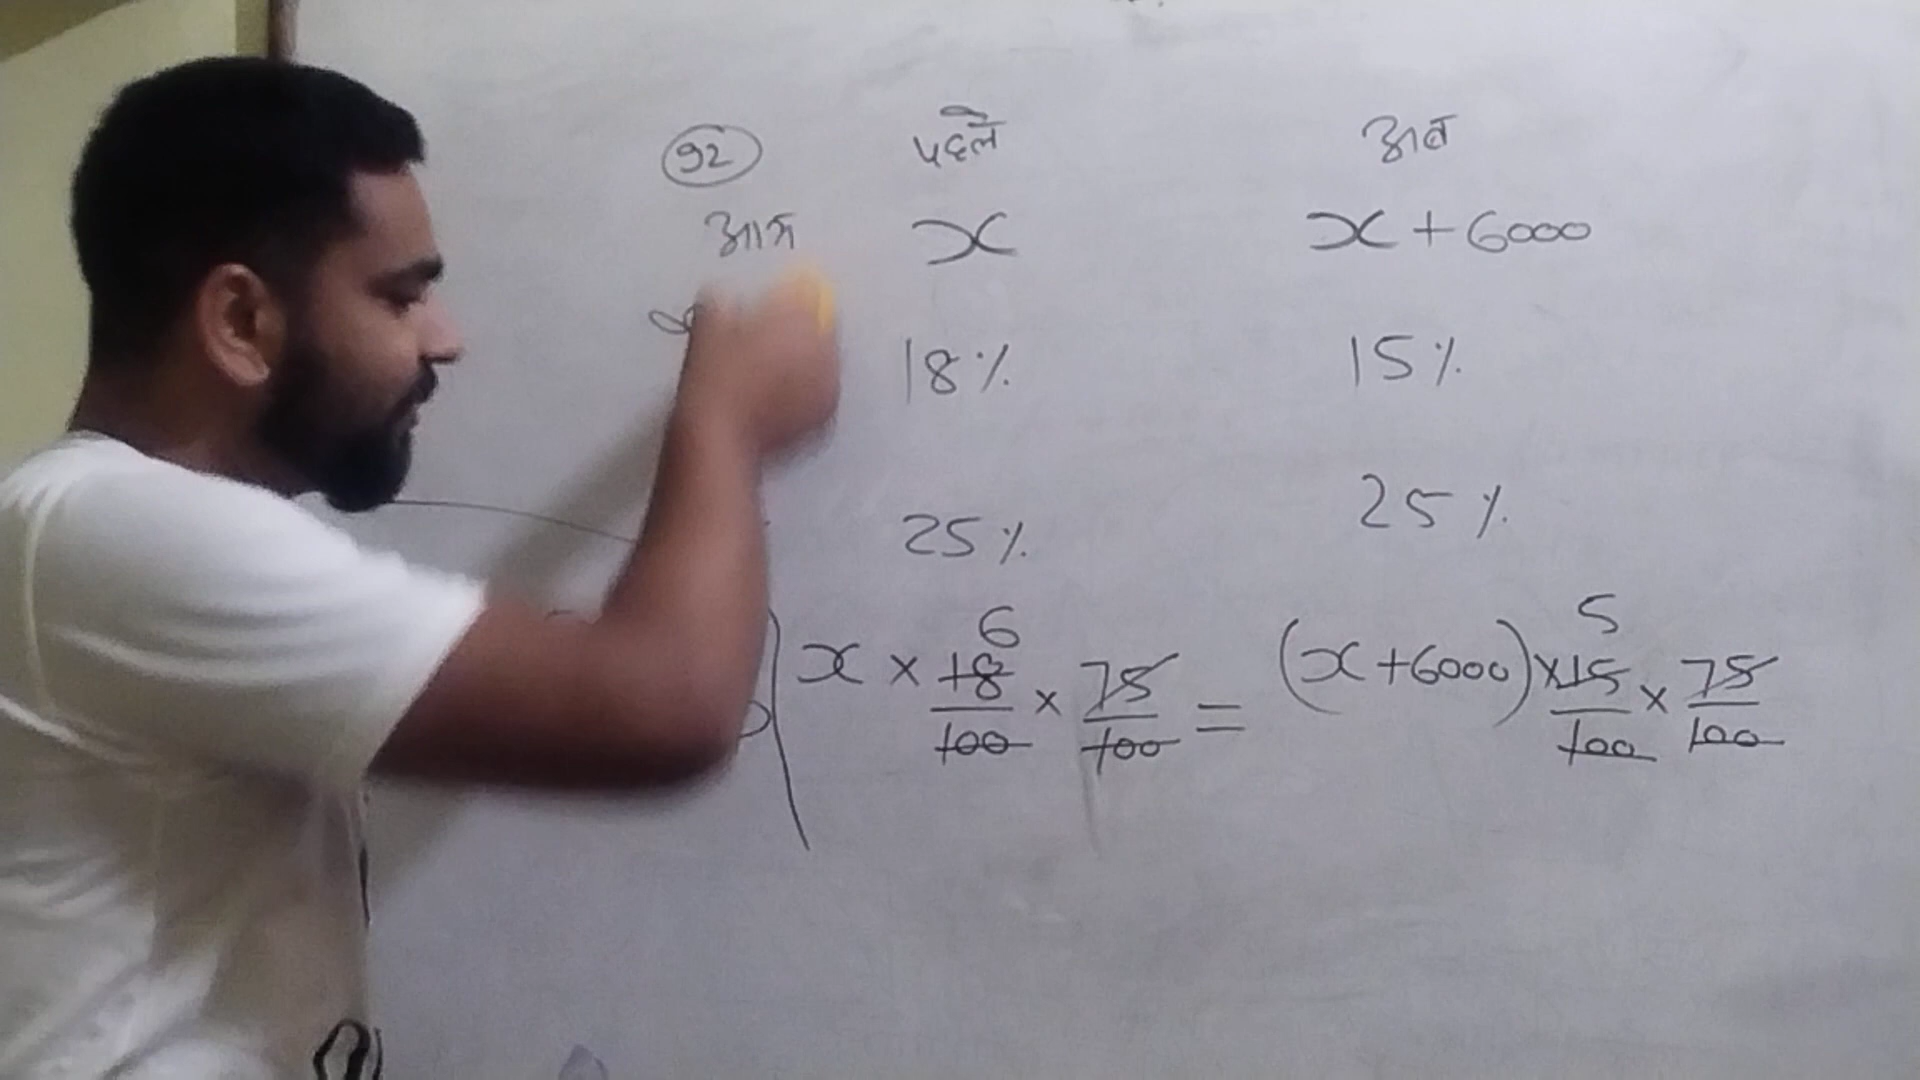 92 पहले अब
आय x x + 6000
18% 15%
25% 25%
6 5
x × 18/100 × 75/100 = (x + 6000) × 15/100 × 75/100